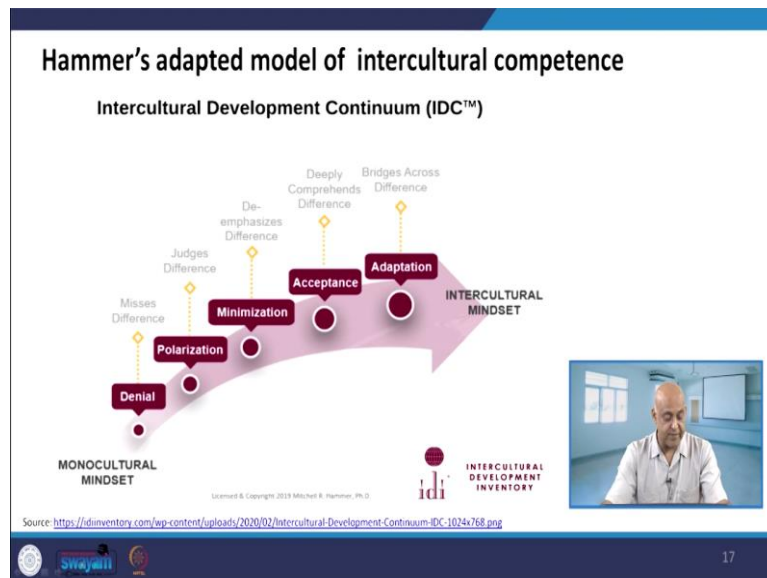 Hammer's adapted model of intercultural competence
Intercultural Development Continuum (IDC™)
Deeply
Comprehends
Difference
Bridges Across
Difference
De-
emphasizes
Difference
Judges
Difference
Misses
Difference
Adaptation
Acceptance
Minimization
Polarization
Denial
INTERCULTURAL
MINDSET
MONOCULTURAL
MINDSET
Licensed & Copyright 2019 Mitchell R. Hammer, Ph.D.
idi
INTERCULTURAL
DEVELOPMENT
INVENTORY
Source: https://idiinventory.com/wp-content/uploads/2020/02/Intercultural-Development-Continuum-IDC-1024x768.png
swayam
17